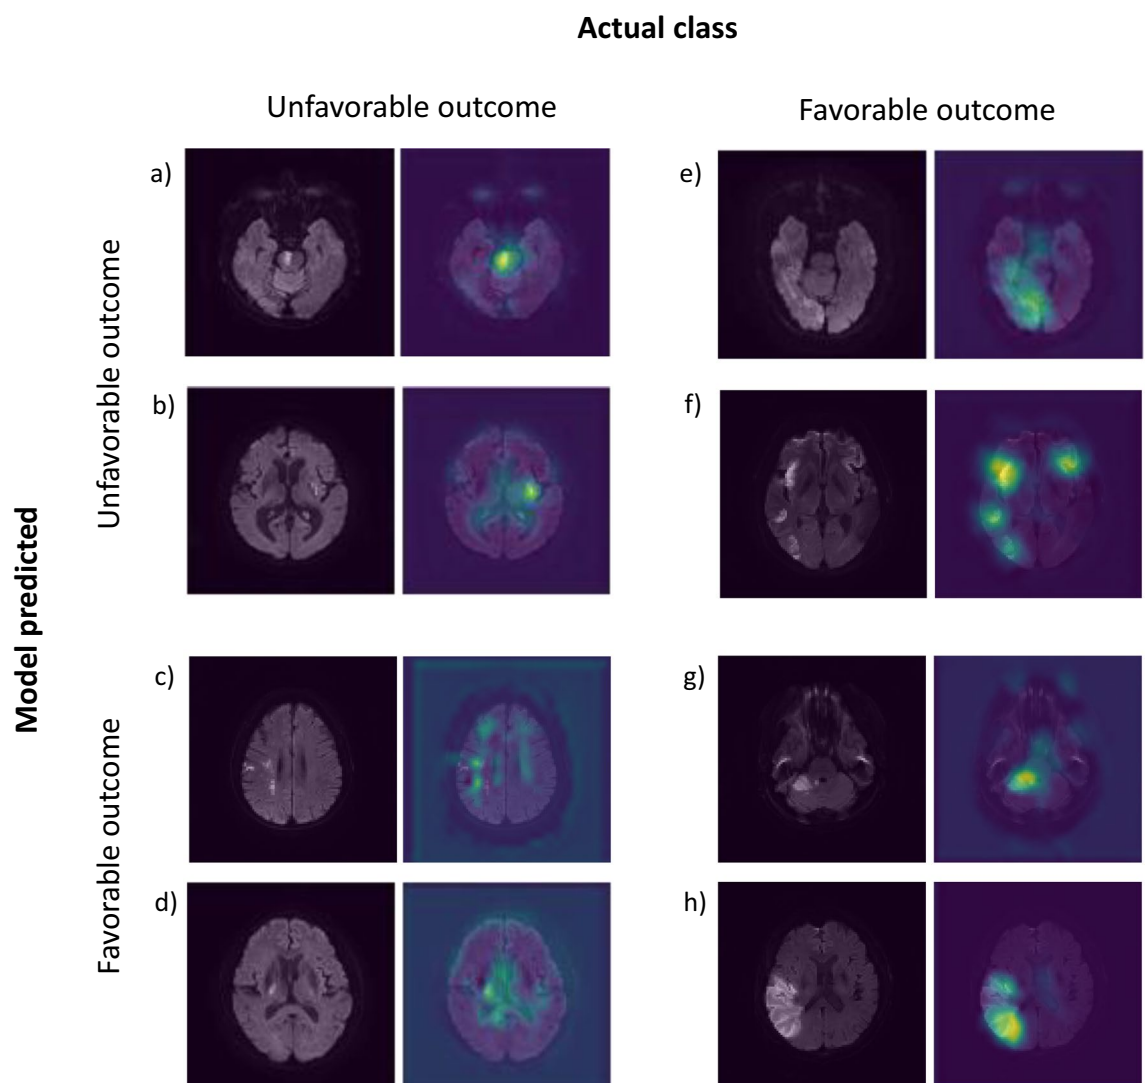 Actual class
Unfavorable outcome
Favorable outcome
Model predicted
Unfavorable outcome
a)
e)
b)
f)
Favorable outcome
c)
g)
d)
h)